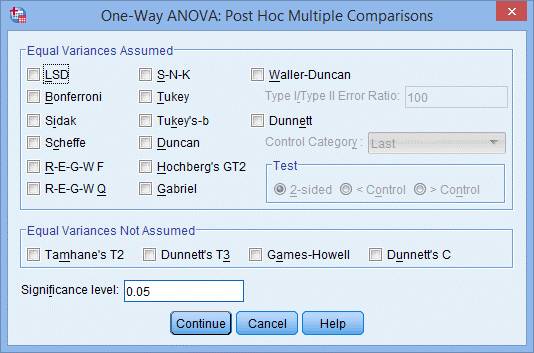 One-Way ANOVA: Post Hoc Multiple Comparisons
Equal Variances Assumed
LSD S-N-K Waller-Duncan
Bonferroni Tukey Type I/Type II Error Ratio: 100
Sidak Tukey's-b Dunnett
Scheffe Duncan Control Category : Last
R-E-G-W F Hochberg's GT2 Test
R-E-G-W Q Gabriel 2-sided < Control > Control
Equal Variances Not Assumed
Tamhane's T2 Dunnett's T3 Games-Howell Dunnett's C
Significance level: 0.05
Continue Cancel Help